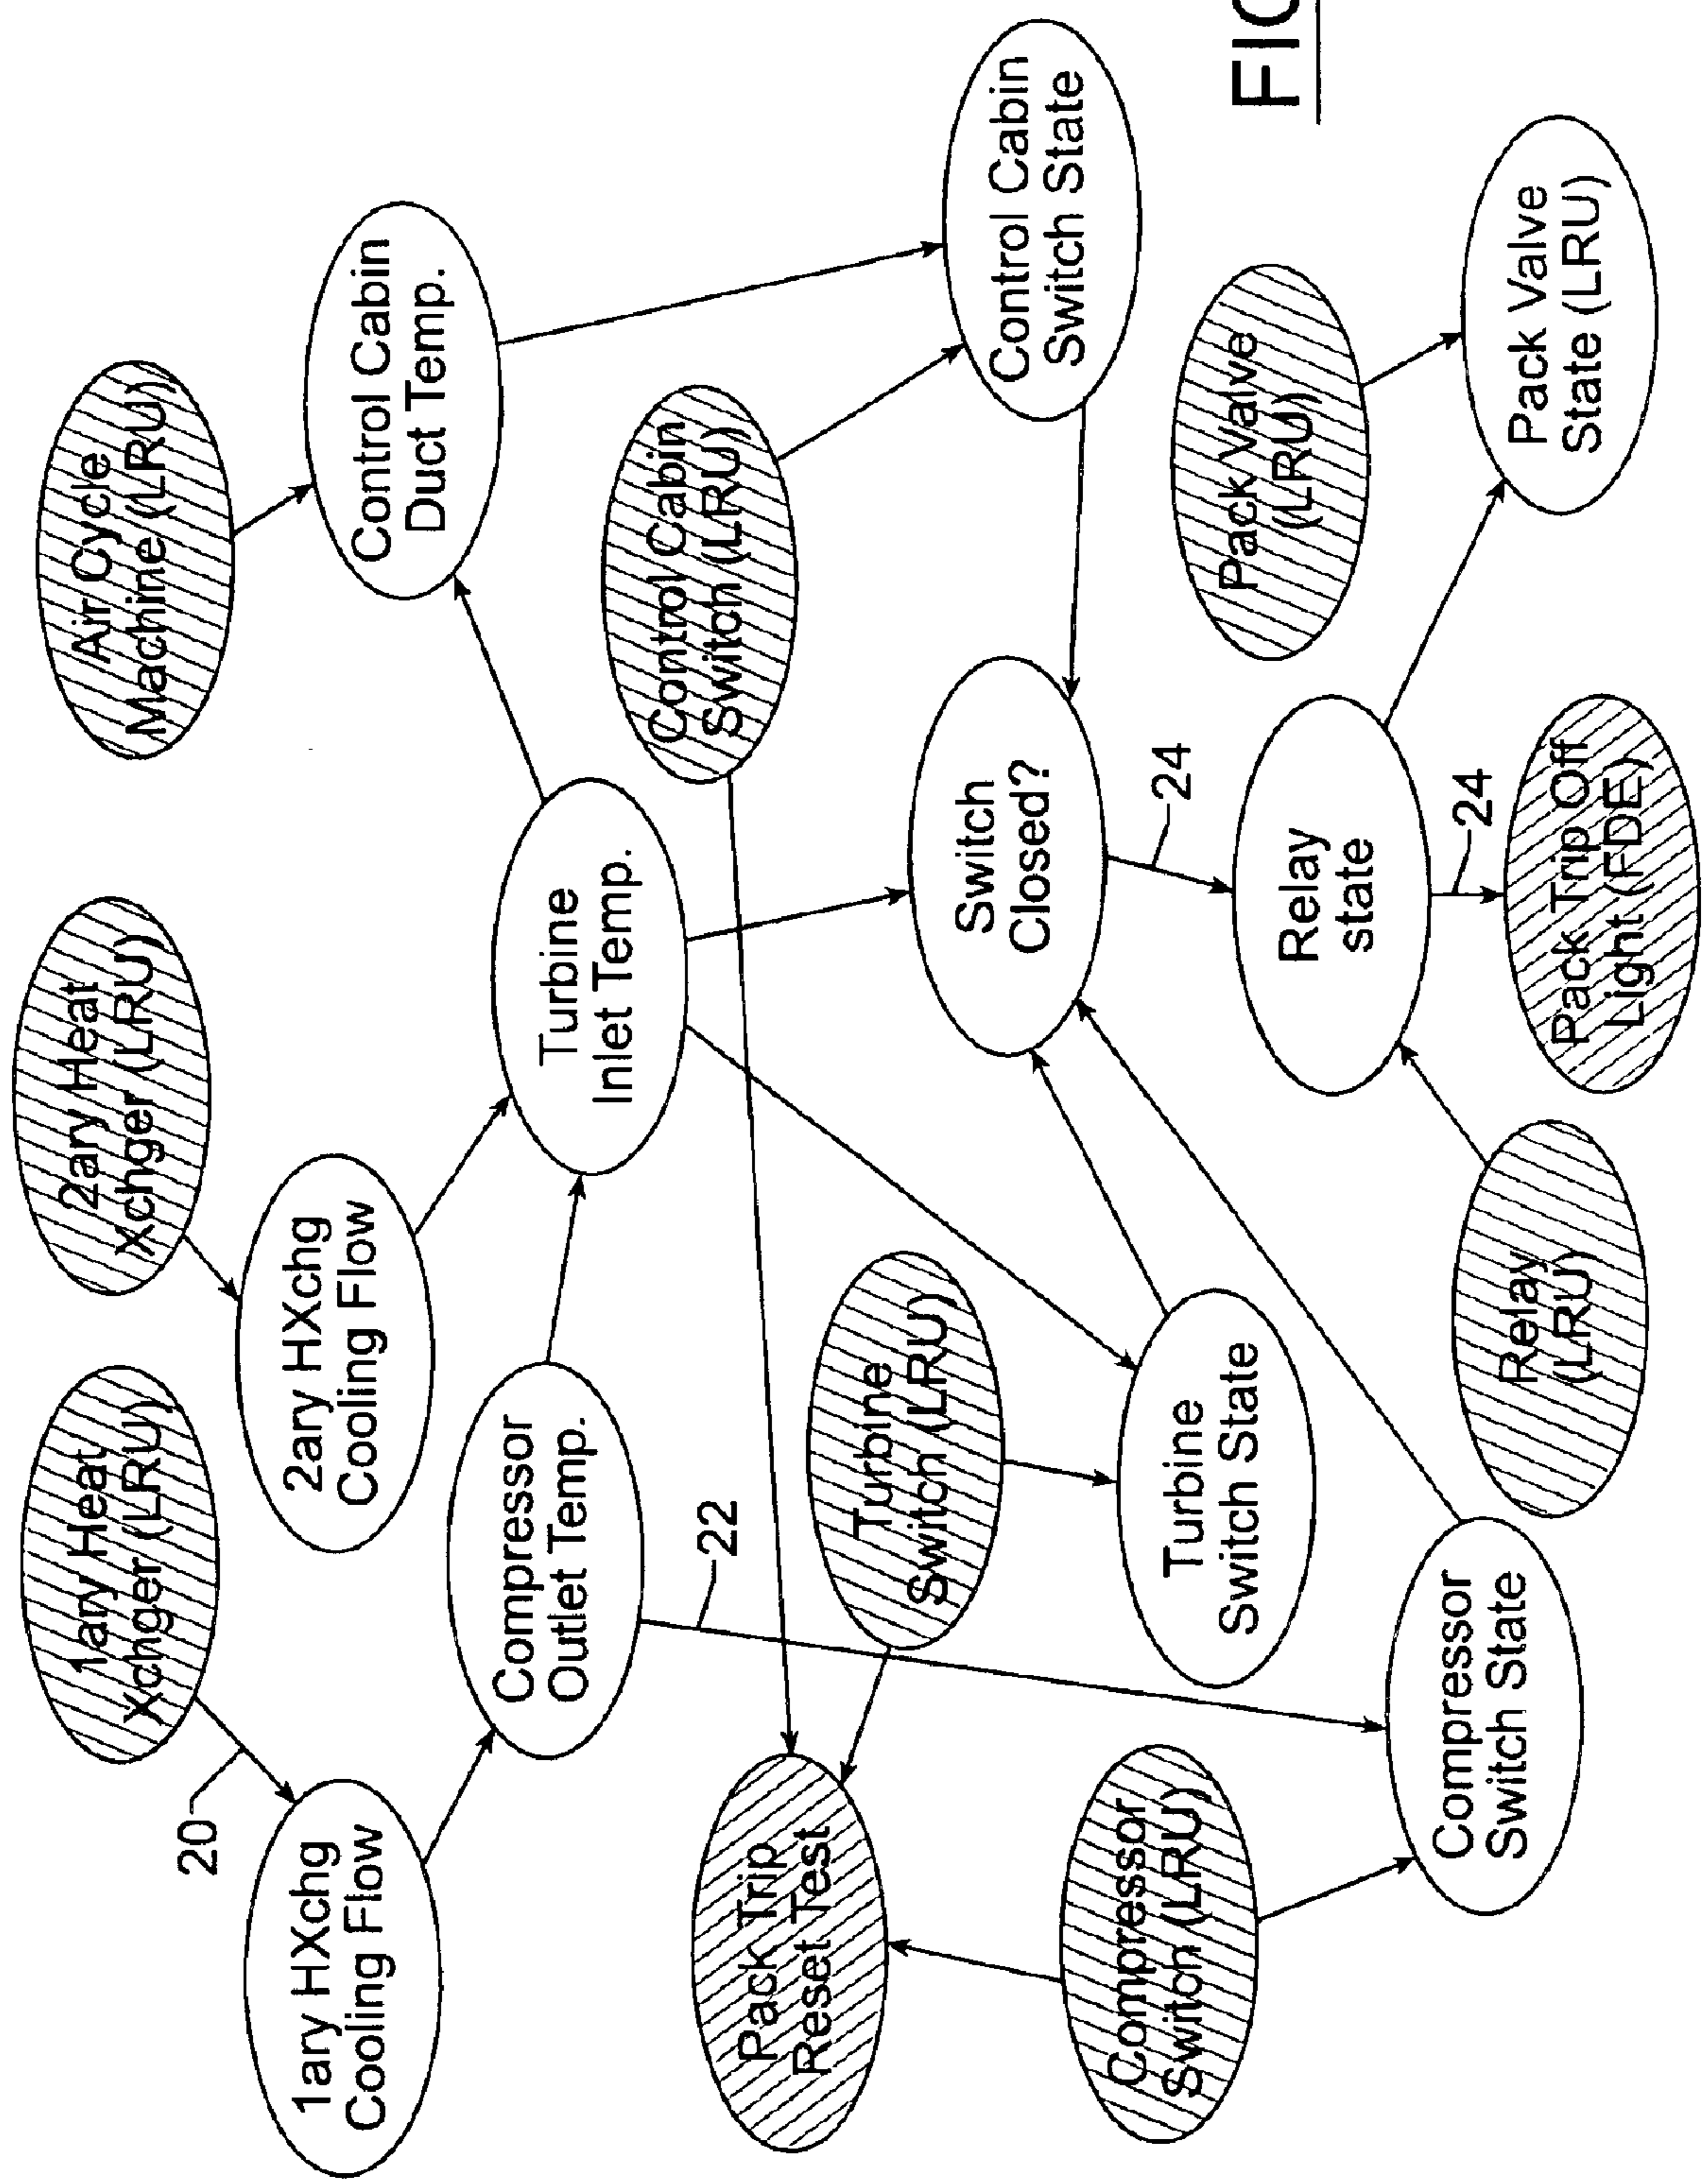 1ary Heat
Xchger (LRU)
2ary Heat
Xchger (LRU)
Air Cycle
Machine (LRU)
20
1ary HXchg
Cooling Flow
2ary HXchg
Cooling Flow
Control Cabin
Duct Temp.
Compressor
Outlet Temp.
Turbine
Inlet Temp.
22
Control Cabin
Switch (LRU)
Pack Trip
Reset Test
Turbine
Switch (LRU)
Switch
Closed?
Control Cabin
Switch State
Compressor
Switch (LRU)
24
Turbine
Switch State
Relay
state
Pack Valve
(LRU)
Compressor
Switch State
24
Relay
(LRU)
Pack Trip Off
Light (FDE)
Pack Valve
State (LRU)